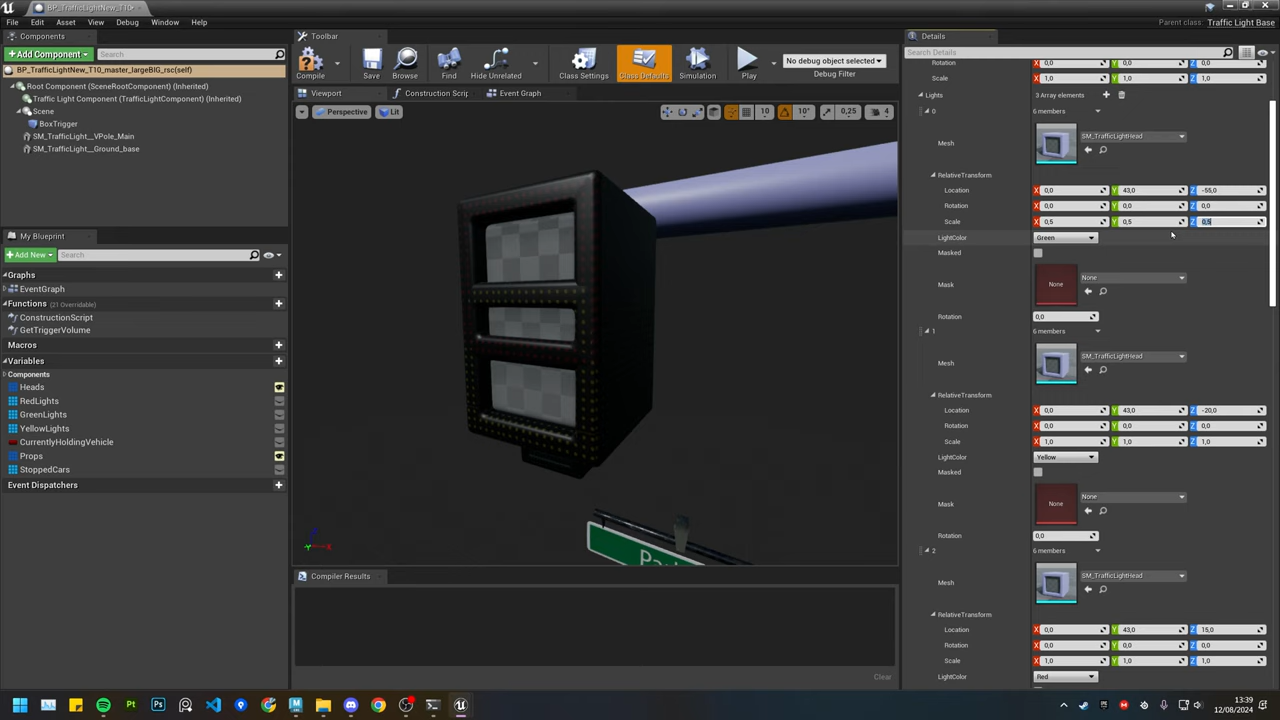 BP_TrafficLightNew_T10•
File Edit Asset View Debug Window Help
Parent class: Traffic Light Base
Components
Toolbar
Details
+Add Component
Search
Compile
Save
Browse
Find
Hide Unrelated
Class Settings
Class Defaults
Simulation
Play
No debug object selected
Debug Filter
Search Details
BP_TrafficLightNew_T10_master_largeBIG_rsc(self)
Root Component (SceneRootComponent) (Inherited)
Traffic Light Component (TrafficLightComponent) (Inherited)
Scene
BoxTrigger
SM_TrafficLight__VPole_Main
SM_TrafficLight__Ground_base
Viewport
Construction Scrip
Event Graph
Perspective
Lit
10
10°
0,25
4
Pa
My Blueprint
+Add New
Search
Graphs
EventGraph
Functions (21 Overridable)
ConstructionScript
GetTriggerVolume
Macros
Variables
Components
Heads
RedLights
GreenLights
YellowLights
CurrentlyHoldingVehicle
Props
StoppedCars
Event Dispatchers
Compiler Results
Clear
Rotation X 0,0 Y 0,0 Z 0,0
Scale X 1,0 Y 1,0 Z 1,0
Lights 3 Array elements
0 6 members
Mesh SM_TrafficLightHead
RelativeTransform
Location X 0,0 Y 43,0 Z -55,0
Rotation X 0,0 Y 0,0 Z 0,0
Scale X 0,5 Y 0,5 Z 0,5
LightColor Green
Masked
Mask None None
Rotation 0,0
1 6 members
Mesh SM_TrafficLightHead
RelativeTransform
Location X 0,0 Y 43,0 Z -20,0
Rotation X 0,0 Y 0,0 Z 0,0
Scale X 1,0 Y 1,0 Z 1,0
LightColor Yellow
Masked
Mask None None
Rotation 0,0
2 6 members
Mesh SM_TrafficLightHead
RelativeTransform
Location X 0,0 Y 43,0 Z 15,0
Rotation X 0,0 Y 0,0 Z 0,0
Scale X 1,0 Y 1,0 Z 1,0
LightColor Red
Pt
13:39
12/08/2024